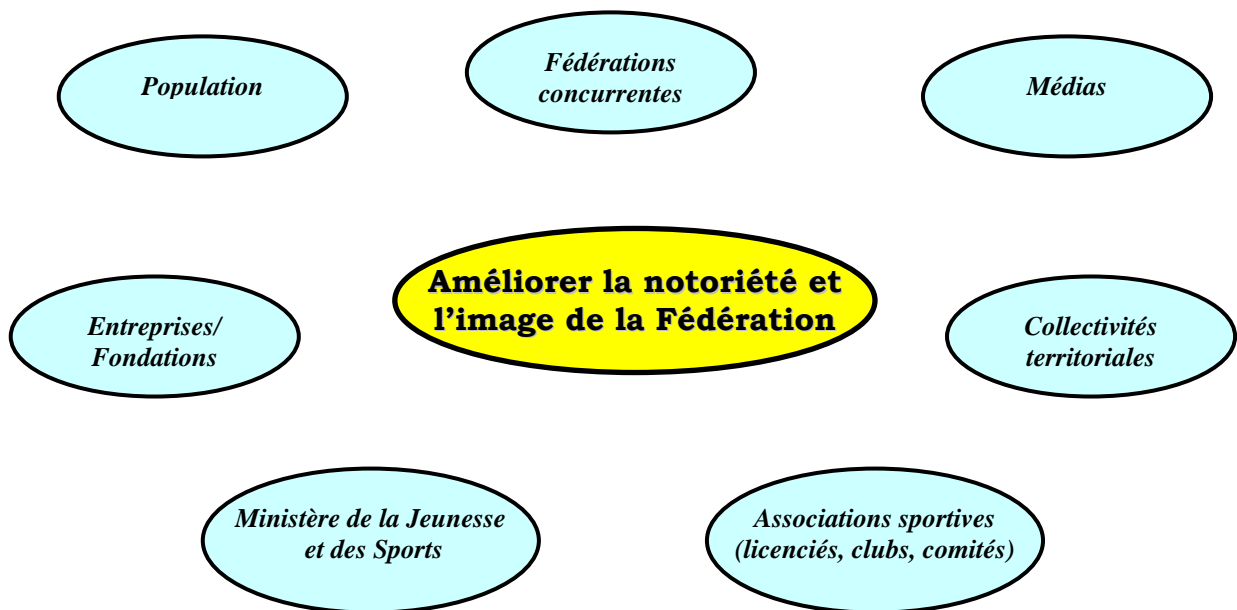 Population
Fédérations
concurrentes
Médias
Améliorer la notoriété et
l'image de la Fédération
Entreprises/
Fondations
Collectivités
territoriales
Ministère de la Jeunesse
et des Sports
Associations sportives
(licenciés, clubs, comités)